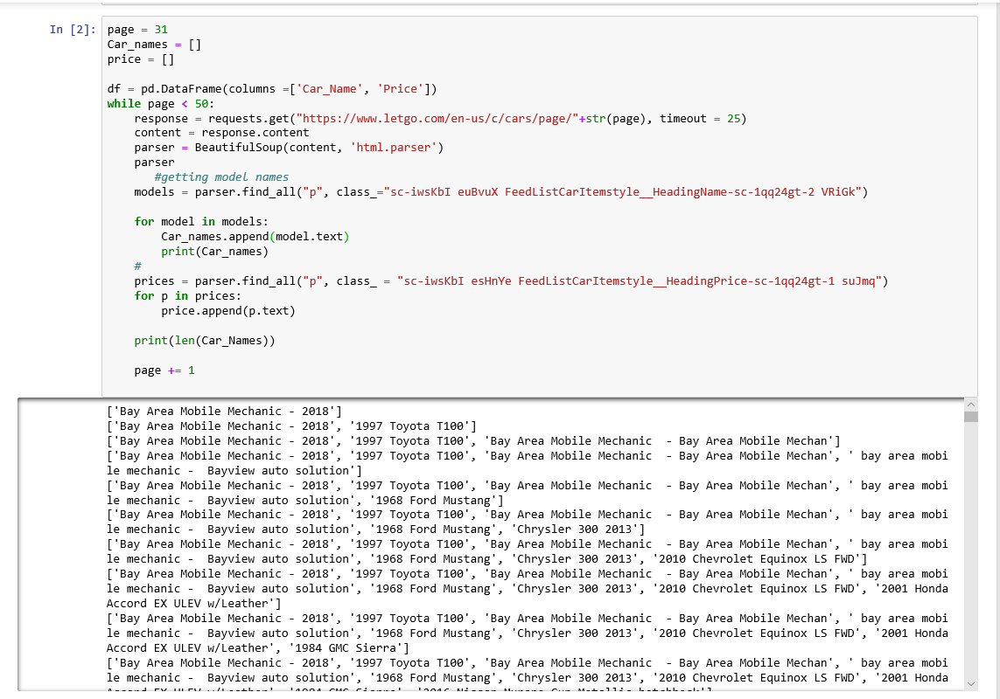 In [2]:
page = 31
Car_names = []
price = []
df = pd.DataFrame(columns =['Car_Name', 'Price'])
while page < 50:
response = requests.get("https://www.letgo.com/en-us/c/cars/page/"+str(page), timeout = 25)
content = response.content
parser = BeautifulSoup(content, 'html.parser')
parser
#getting model names
models = parser.find_all("p", class_="sc-iwsKbI euBvuX FeedListCarItemstyle__HeadingName-sc-1qq24gt-2 VRiGk")
for model in models:
Car_names.append(model.text)
print(Car_names)
#
prices = parser.find_all("p", class_ = "sc-iwsKbI esHnYe FeedListCarItemstyle__HeadingPrice-sc-1qq24gt-1 suJmq")
for p in prices:
price.append(p.text)
print(len(Car_Names))
page += 1
['Bay Area Mobile Mechanic - 2018']
['Bay Area Mobile Mechanic - 2018', '1997 Toyota T100']
['Bay Area Mobile Mechanic - 2018', '1997 Toyota T100', 'Bay Area Mobile Mechanic  - Bay Area Mobile Mechan']
['Bay Area Mobile Mechanic - 2018', '1997 Toyota T100', 'Bay Area Mobile Mechanic  - Bay Area Mobile Mechan', ' bay area mobi
le mechanic -  Bayview auto solution']
['Bay Area Mobile Mechanic - 2018', '1997 Toyota T100', 'Bay Area Mobile Mechanic  - Bay Area Mobile Mechan', ' bay area mobi
le mechanic -  Bayview auto solution', '1968 Ford Mustang']
['Bay Area Mobile Mechanic - 2018', '1997 Toyota T100', 'Bay Area Mobile Mechanic  - Bay Area Mobile Mechan', ' bay area mobi
le mechanic -  Bayview auto solution', '1968 Ford Mustang', 'Chrysler 300 2013']
['Bay Area Mobile Mechanic - 2018', '1997 Toyota T100', 'Bay Area Mobile Mechanic  - Bay Area Mobile Mechan', ' bay area mobi
le mechanic -  Bayview auto solution', '1968 Ford Mustang', 'Chrysler 300 2013', '2010 Chevrolet Equinox LS FWD']
['Bay Area Mobile Mechanic - 2018', '1997 Toyota T100', 'Bay Area Mobile Mechanic  - Bay Area Mobile Mechan', ' bay area mobi
le mechanic -  Bayview auto solution', '1968 Ford Mustang', 'Chrysler 300 2013', '2010 Chevrolet Equinox LS FWD', '2001 Honda
Accord EX ULEV w/Leather']
['Bay Area Mobile Mechanic - 2018', '1997 Toyota T100', 'Bay Area Mobile Mechanic  - Bay Area Mobile Mechan', ' bay area mobi
le mechanic -  Bayview auto solution', '1968 Ford Mustang', 'Chrysler 300 2013', '2010 Chevrolet Equinox LS FWD', '2001 Honda
Accord EX ULEV w/Leather', '1984 GMC Sierra']
['Bay Area Mobile Mechanic - 2018', '1997 Toyota T100', 'Bay Area Mobile Mechanic  - Bay Area Mobile Mechan', ' bay area mobi
le mechanic -  Bayview auto solution', '1968 Ford Mustang', 'Chrysler 300 2013', '2010 Chevrolet Equinox LS FWD', '2001 Honda